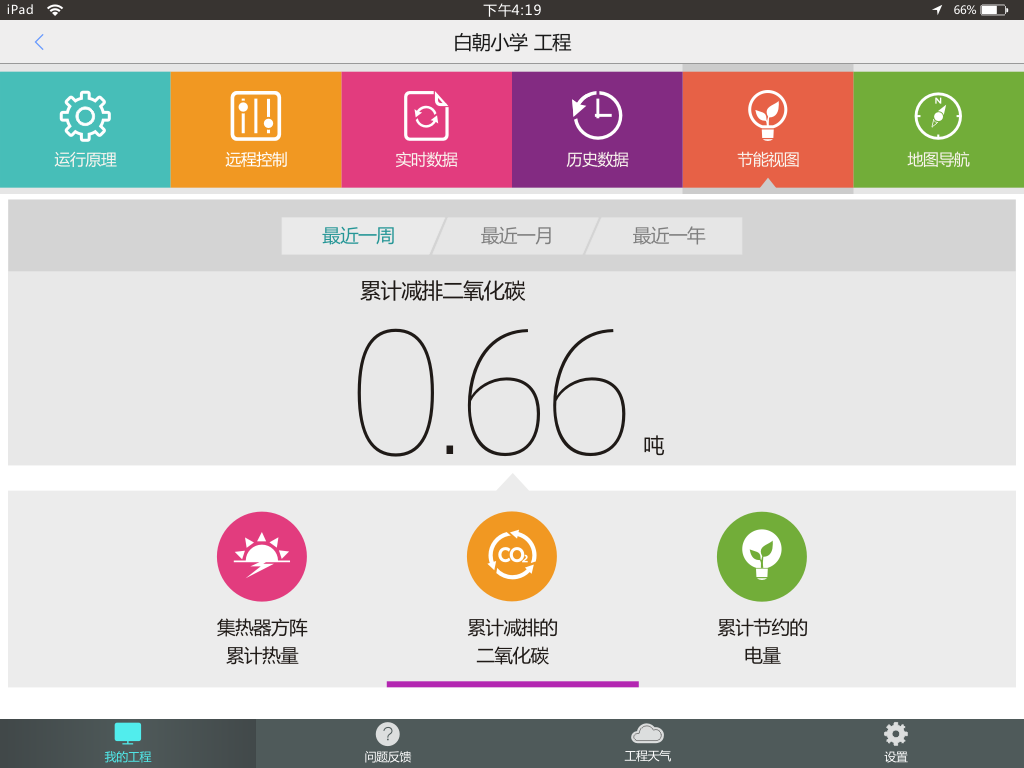 iPad 下午4:19 66%
白朝小学 工程
运行原理 远程控制 实时数据 历史数据 节能视图 N 地图导航
最近一周 最近一月 最近一年
累计减排二氧化碳
0.66 吨
CO₂
集热器方阵 累计减排的 累计节约的
累计热量 二氧化碳 电量
?
我的工程 问题反馈 工程天气 设置